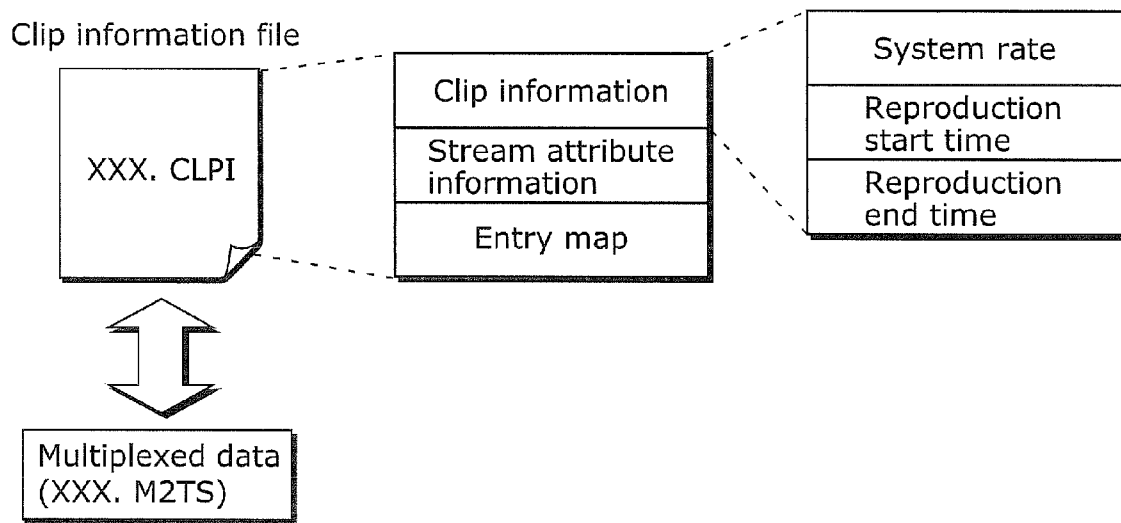 Clip information file
XXX. CLPI
Multiplexed data
(XXX. M2TS)
Clip information
Stream attribute
information
Entry map
System rate
Reproduction
start time
Reproduction
end time